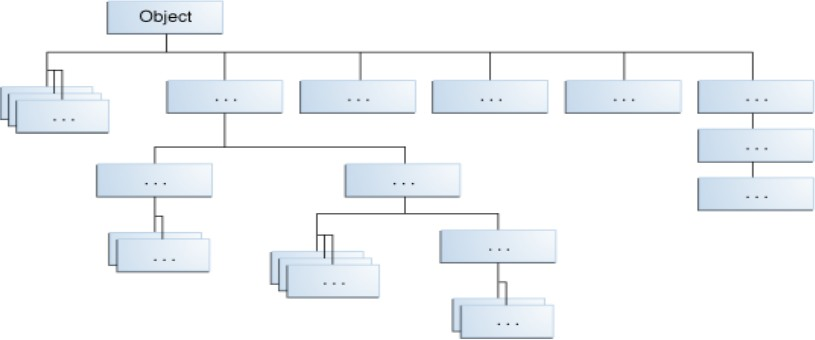 Object
. . .
. . .
. . .
. . .
. . .
. . .
. . .
. . .
. . .
. . .
. . .
. . .
. . .
. . .